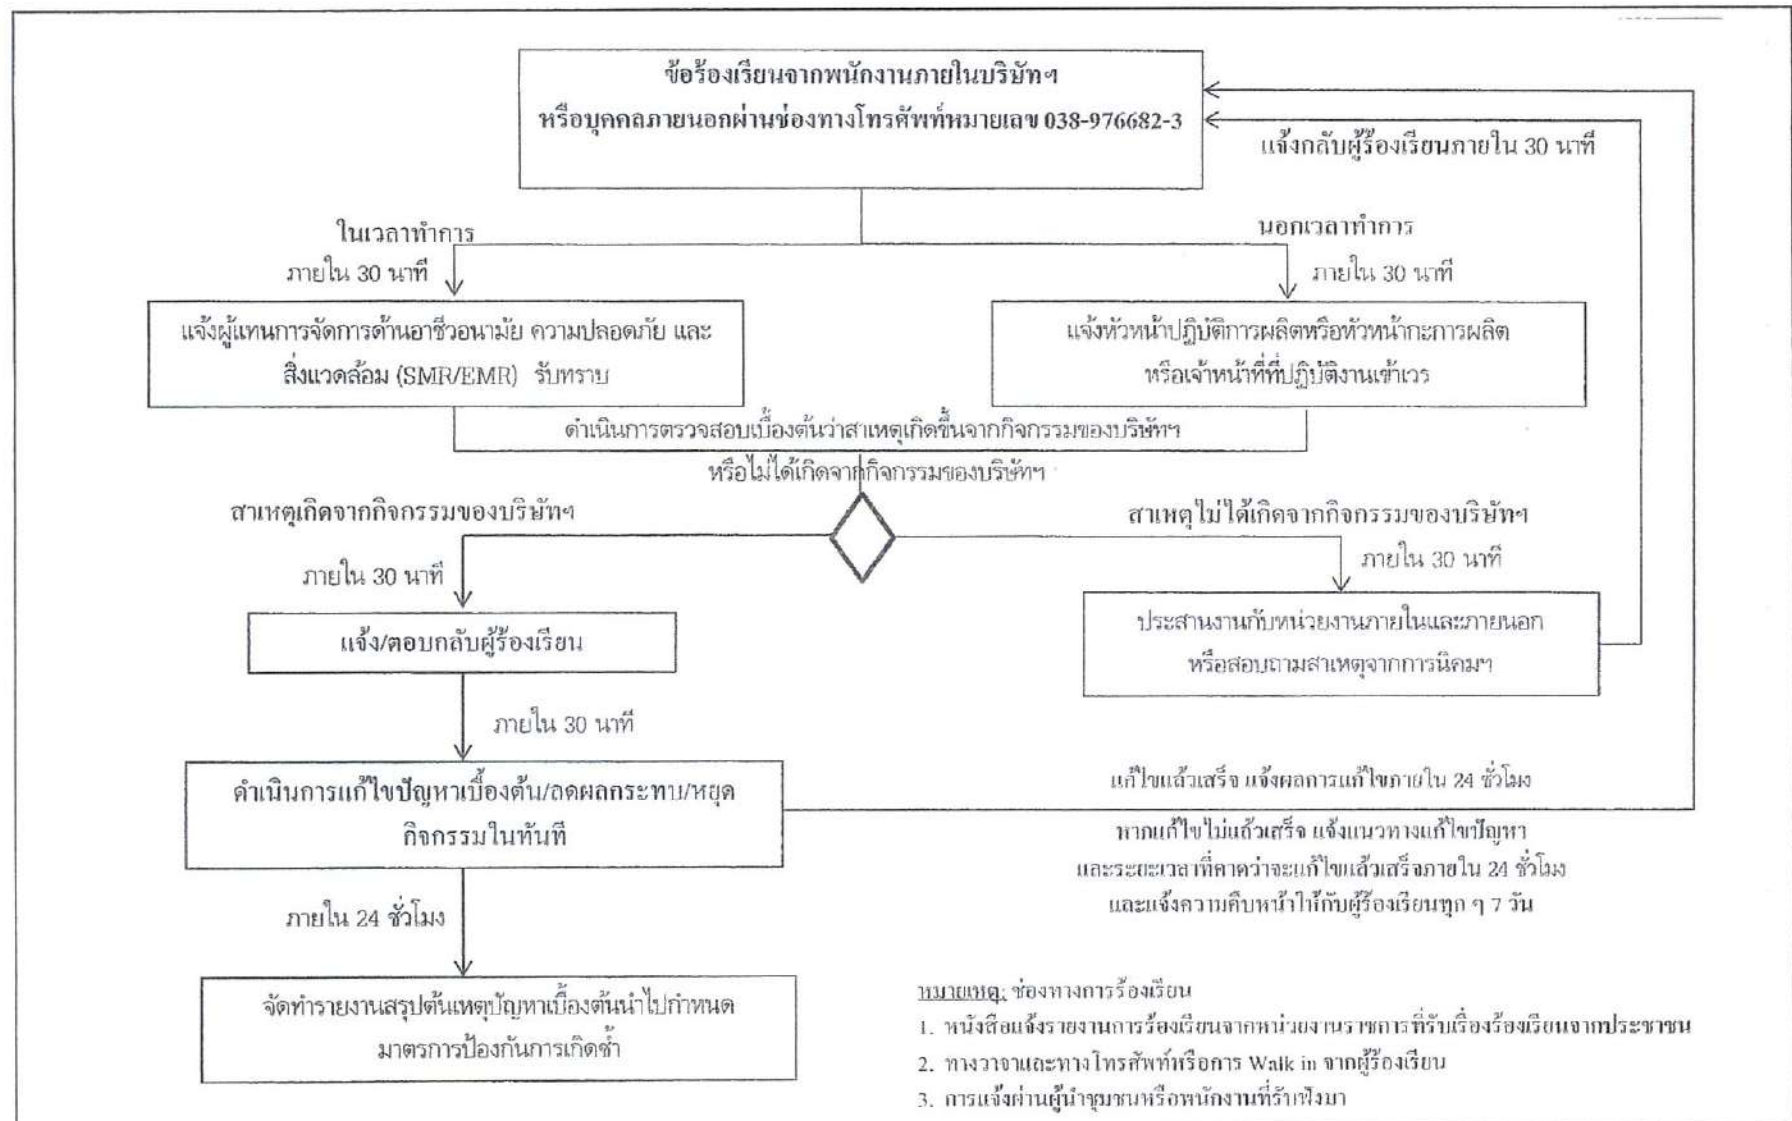 ข้อร้องเรียนจากพนักงานภายในบริษัทฯ
หรือบุคคลภายนอกผ่านช่องทางโทรศัพท์หมายเลข 038-976682-3
แจ้งกลับผู้ร้องเรียนภายใน 30 นาที
ในเวลาทำการ
นอกเวลาทำการ
ภายใน 30 นาที
ภายใน 30 นาที
แจ้งผู้แทนการจัดการด้านอาชีวอนามัย ความปลอดภัย และ
สิ่งแวดล้อม (SMR/EMR) รับทราบ
แจ้งหัวหน้าปฏิบัติการผลิตหรือหัวหน้ากะการผลิต
หรือเจ้าหน้าที่ที่ปฏิบัติงานเข้าเวร
ดำเนินการตรวจสอบเบื้องต้นว่าสาเหตุเกิดขึ้นจากกิจกรรมของบริษัทฯ
หรือไม่ได้เกิดจากกิจกรรมของบริษัทฯ
สาเหตุเกิดจากกิจกรรมของบริษัทฯ
สาเหตุไม่ได้เกิดจากกิจกรรมของบริษัทฯ
ภายใน 30 นาที
ภายใน 30 นาที
แจ้ง/ตอบกลับผู้ร้องเรียน
ประสานงานกับหน่วยงานภายในและภายนอก
หรือสอบถามสาเหตุจากการนิคมฯ
ภายใน 30 นาที
ดำเนินการแก้ไขปัญหาเบื้องต้น/ลดผลกระทบ/หยุด
กิจกรรมในทันที
แก้ไขแล้วเสร็จ แจ้งผลการแก้ไขภายใน 24 ชั่วโมง
หากแก้ไขไม่แล้วเสร็จ แจ้งแนวทางแก้ไขปัญหา
และระยะเวลาที่คาดว่าจะแก้ไขแล้วเสร็จภายใน 24 ชั่วโมง
และแจ้งความคืบหน้าให้กับผู้ร้องเรียนทุก ๆ 7 วัน
ภายใน 24 ชั่วโมง
จัดทำรายงานสรุปต้นเหตุปัญหาเบื้องต้นนำไปกำหนด
มาตรการป้องกันการเกิดซ้ำ
หมายเหตุ: ช่องทางการร้องเรียน
1. หนังสือแจ้งรายงานการร้องเรียนจากหน่วยงานราชการที่รับเรื่องร้องเรียนจากประชาชน
2. ทางวาจาและทางโทรศัพท์หรือการ Walk in จากผู้ร้องเรียน
3. การแจ้งผ่านผู้นำชุมชนหรือพนักงานที่รับฟังมา